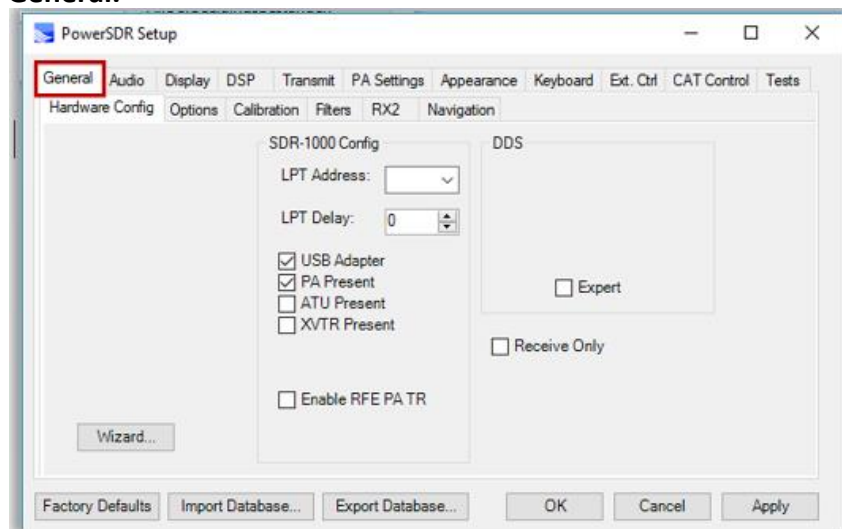 General.
PowerSDR Setup
General Audio Display DSP Transmit PA Settings Appearance Keyboard Ext. Ctrl CAT Control Tests
Hardware Config Options Calibration Filters RX2 Navigation
SDR-1000 Config DDS
LPT Address:
LPT Delay: 0
USB Adapter
PA Present
Expert
ATU Present
XVTR Present
Receive Only
Enable RFE PA TR
Wizard...
Factory Defaults Import Database... Export Database... OK Cancel Apply